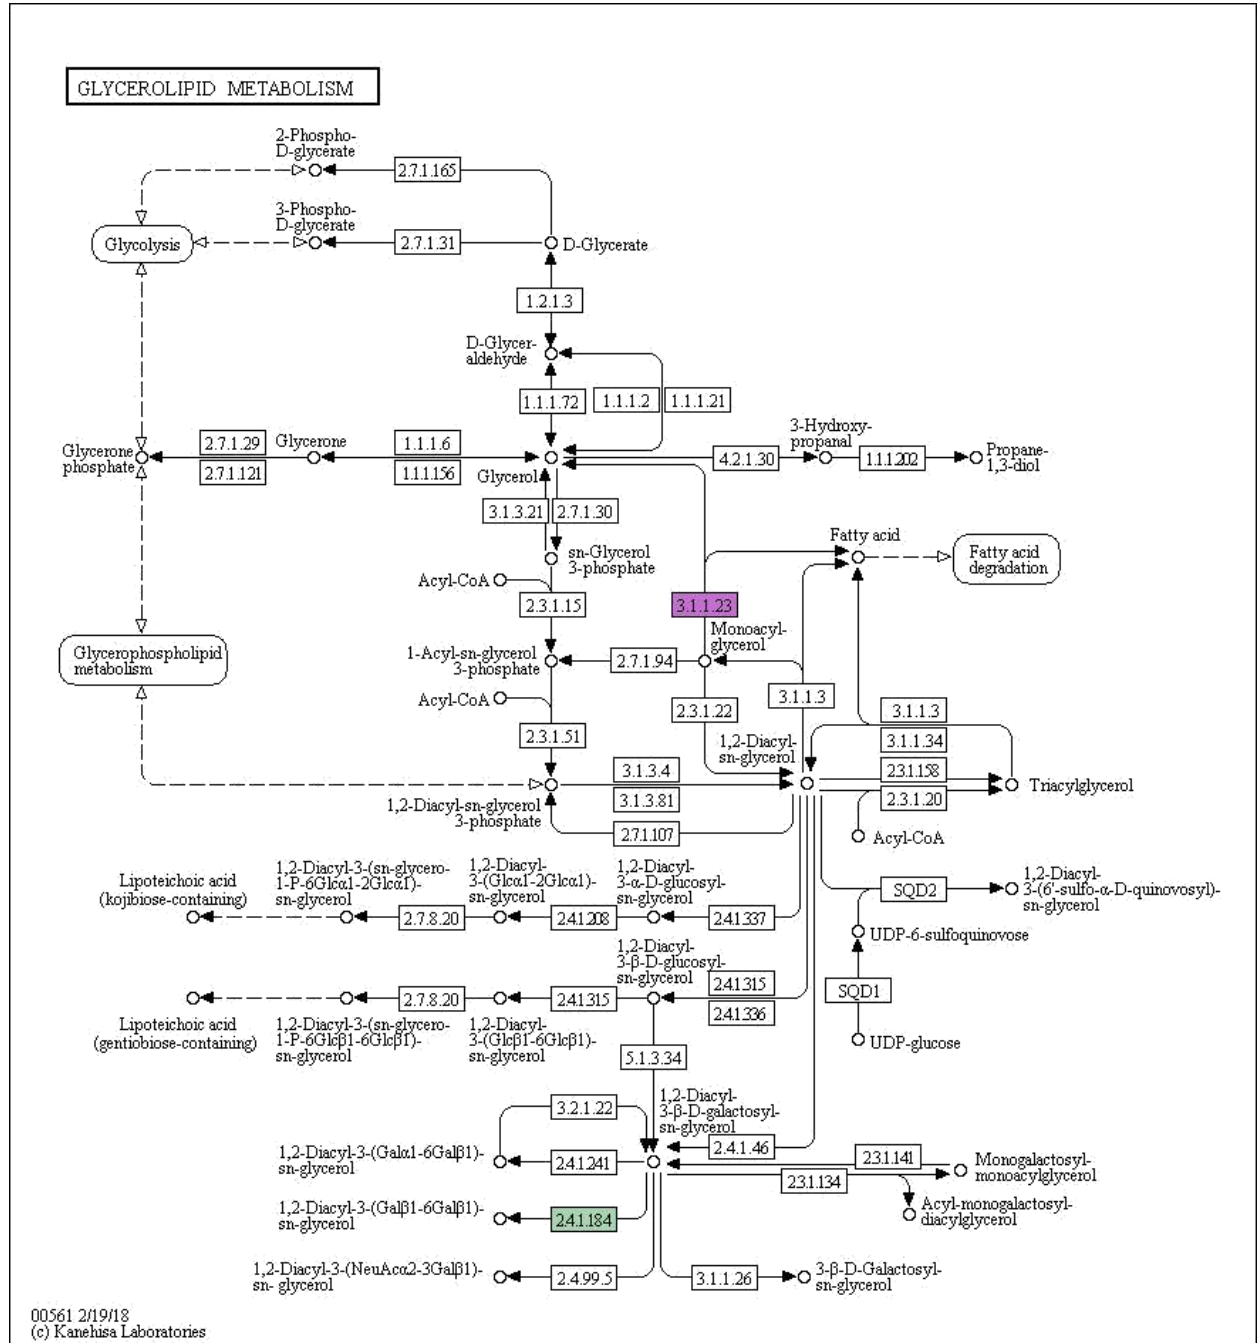 GLYCEROLIPID METABOLISM
2-Phospho-
D-glycerate
2.7.1.165
3-Phospho-
D-glycerate
Glycolysis
2.7.1.31
D-Glycerate
1.2.1.3
D-Glycer-
aldehyde
1.1.1.72
1.1.1.2
1.1.1.21
3-Hydroxy-
propanal
Glycerone
phosphate
2.7.1.29
2.7.1.121
Glycerone
1.1.1.6
1.1.1.156
Glycerol
4.2.1.30
1.1.1.202
Propane-
1,3-diol
3.1.3.21
2.7.1.30
sn-Glycerol
3-phosphate
Fatty acid
Fatty acid
degradation
Acyl-CoA
2.3.1.15
3.1.1.23
Monoacyl-
glycerol
Glycerophospholipid
metabolism
1-Acyl-sn-glycerol
3-phosphate
2.7.1.94
Acyl-CoA
2.3.1.22
3.1.1.3
3.1.1.3
2.3.1.51
1,2-Diacyl-
sn-glycerol
3.1.1.34
3.1.3.4
2.3.1.158
3.1.3.81
2.3.1.20
Triacylglycerol
1,2-Diacyl-sn-glycerol
3-phosphate
2.7.1.107
Acyl-CoA
Lipoteichoic acid
(kojibiose-containing)
1,2-Diacyl-3-(sn-glycero-
1-P-6Glcα1-2Glcα1)-
sn-glycerol
1,2-Diacyl-
3-(Glcα1-2Glcα1)-
sn-glycerol
1,2-Diacyl-
3-α-D-glucosyl-
sn-glycerol
2.7.8.20
2.4.1.208
2.4.1.337
SQD2
1,2-Diacyl-
3-(6'-sulfo-α-D-quinovosyl)-
sn-glycerol
UDP-6-sulfoquinovose
1,2-Diacyl-
3-β-D-glucosyl-
sn-glycerol
2.7.8.20
2.4.1.315
2.4.1.315
2.4.1.336
SQD1
Lipoteichoic acid
(gentiobiose-containing)
1,2-Diacyl-3-(sn-glycero-
1-P-6Glcβ1-6Glcβ1)-
sn-glycerol
1,2-Diacyl-
3-(Glcβ1-6Glcβ1)-
sn-glycerol
UDP-glucose
5.1.3.34
3.2.1.22
1,2-Diacyl-
3-β-D-galactosyl-
sn-glycerol
2.4.1.46
1,2-Diacyl-3-(Galα1-6Galβ1)-
sn-glycerol
2.4.1.241
2.3.1.141
2.3.1.134
Monogalactosyl-
monoacylglycerol
1,2-Diacyl-3-(Galβ1-6Galβ1)-
sn-glycerol
2.4.1.184
Acyl-monogalactosyl-
diacylglycerol
1,2-Diacyl-3-(NeuAcα2-3Galβ1)-
sn- glycerol
2.4.99.5
3.1.1.26
3-β-D-Galactosyl-
sn-glycerol
00561 2/19/18
(c) Kanehisa Laboratories